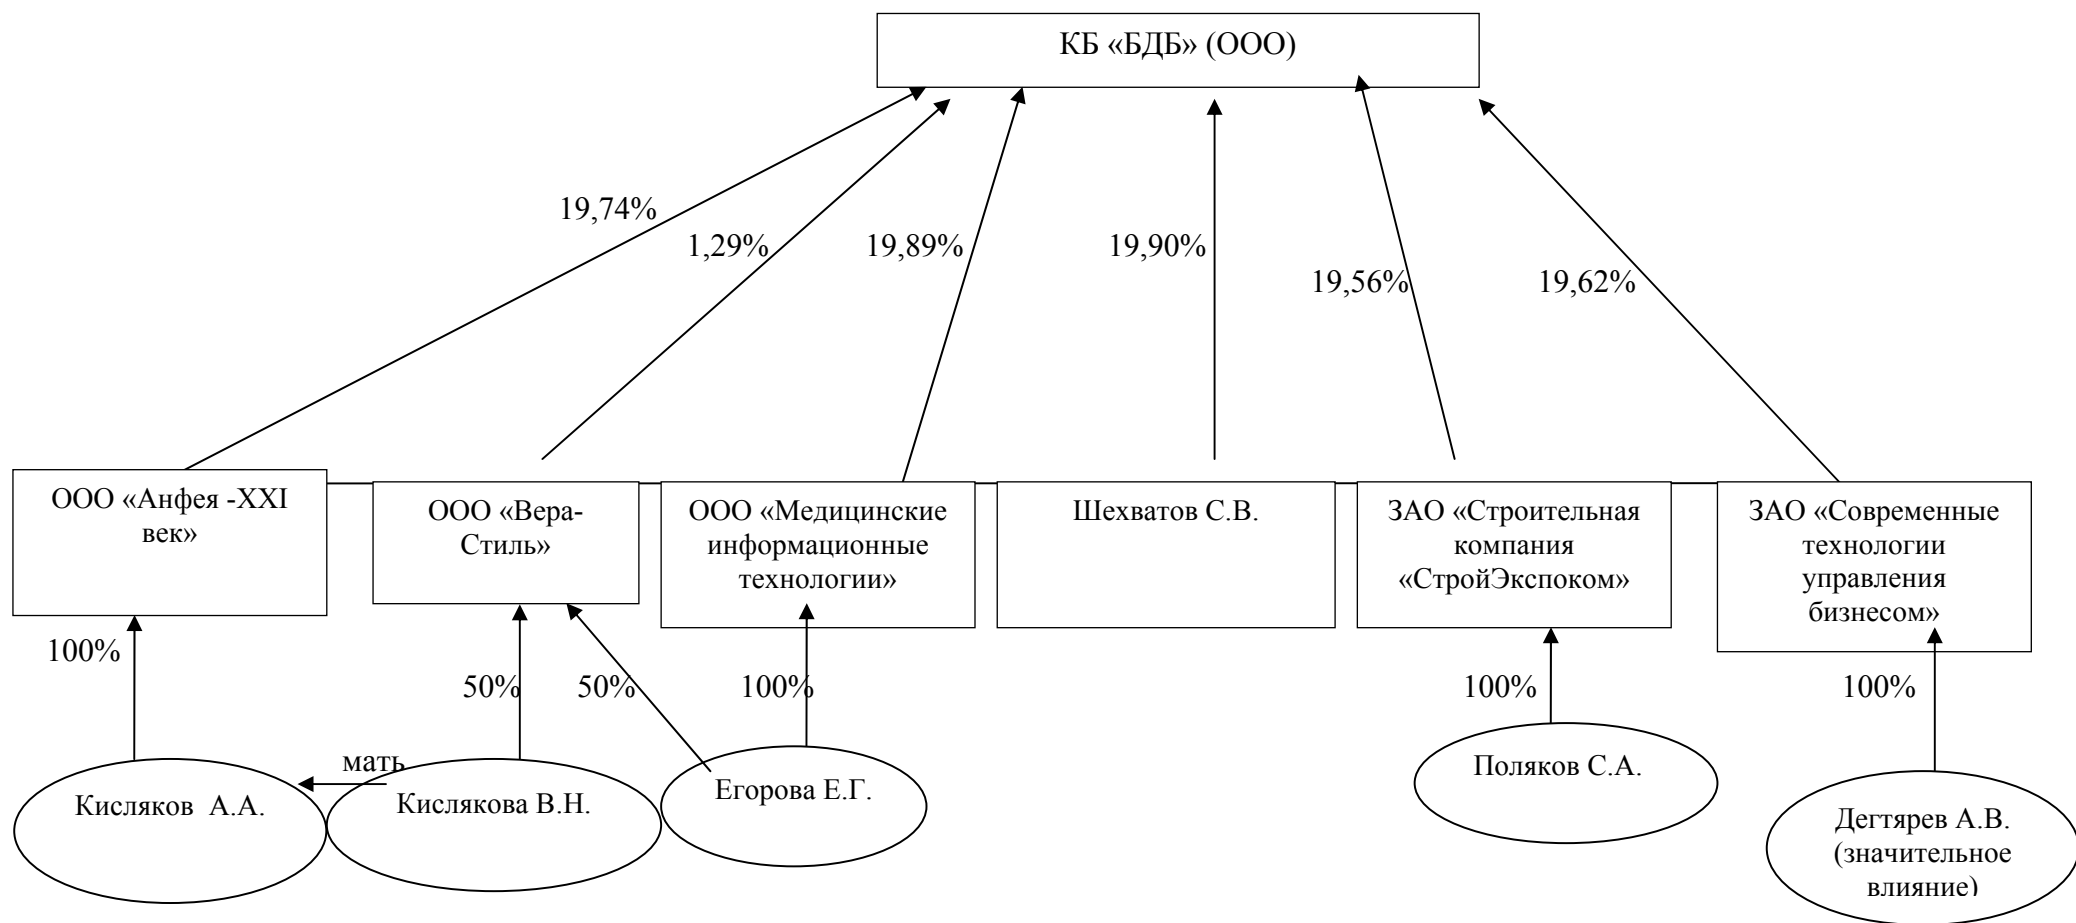 КБ «БДБ» (ООО)
19,74%
1,29%
19,89%
19,90%
19,56%
19,62%
ООО «Анфея -XXI
век»
ООО «Вера-
Стиль»
ООО «Медицинские
информационные
технологии»
Шехватов С.В.
ЗАО «Строительная
компания
«СтройЭкспоком»
ЗАО «Современные
технологии
управления
бизнесом»
100%
50%
50%
100%
100%
100%
мать
Кисляков А.А.
Кислякова В.Н.
Егорова Е.Г.
Поляков С.А.
Дегтярев А.В.
(значительное
влияние)